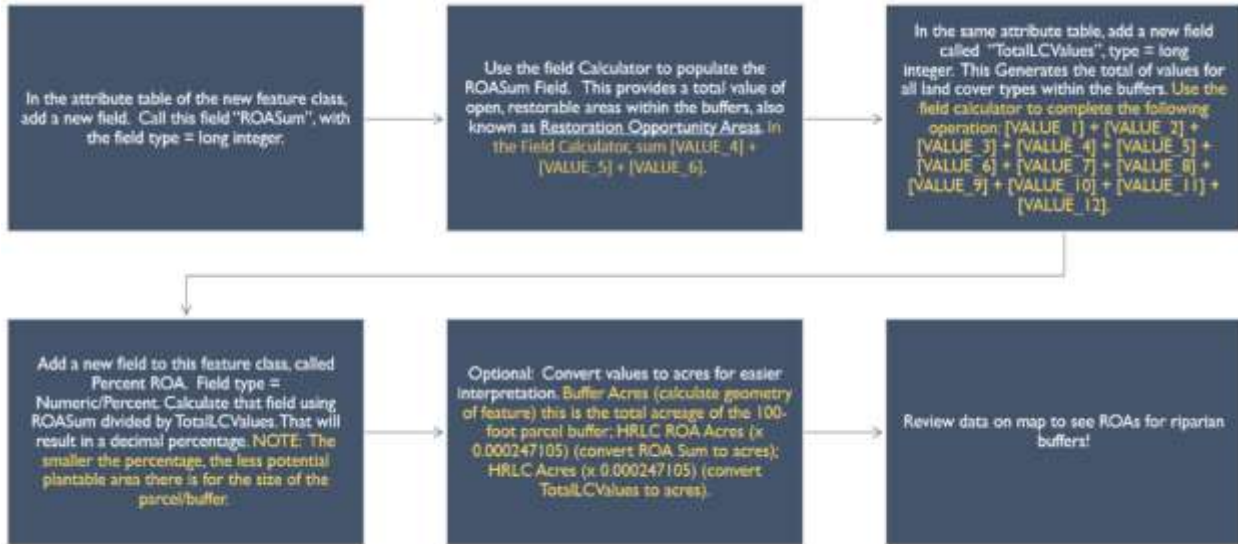 In the attribute table of the new feature class,
add a new field. Call this field "ROASum", with
the field type = long integer.
Use the field Calculator to populate the
ROASum Field. This provides a total value of
open, restorable areas within the buffers, also
known as Restoration Opportunity Areas. In
the Field Calculator, sum [VALUE_4] +
[VALUE_5] + [VALUE_6].
In the same attribute table, add a new field
called "TotalLCValues", type = long
integer. This Generates the total of values for
all land cover types within the buffers. Use the
field calculator to complete the following
operation: [VALUE_1] + [VALUE_2] +
[VALUE_3] + [VALUE_4] + [VALUE_5] +
[VALUE_6] + [VALUE_7] + [VALUE_8] +
[VALUE_9] + [VALUE_10] + [VALUE_11] +
[VALUE_12].
Add a new field to this feature class, called
Percent ROA. Field type =
Numeric/Percent. Calculate that field using
ROASum divided by TotalLCValues. That will
result in a decimal percentage. NOTE: The
smaller the percentage, the less potential
plantable area there is for the size of the
parcel/buffer.
Optional: Convert values to acres for easier
interpretation. Buffer Acres (calculate geometry
of feature) this is the total acreage of the 100-
foot parcel buffer; HRLC ROA Acres (x
0.000247105) (convert ROA Sum to acres);
HRLC Acres (x 0.000247105) (convert
TotalLCValues to acres).
Review data on map to see ROAs for riparian
buffers!